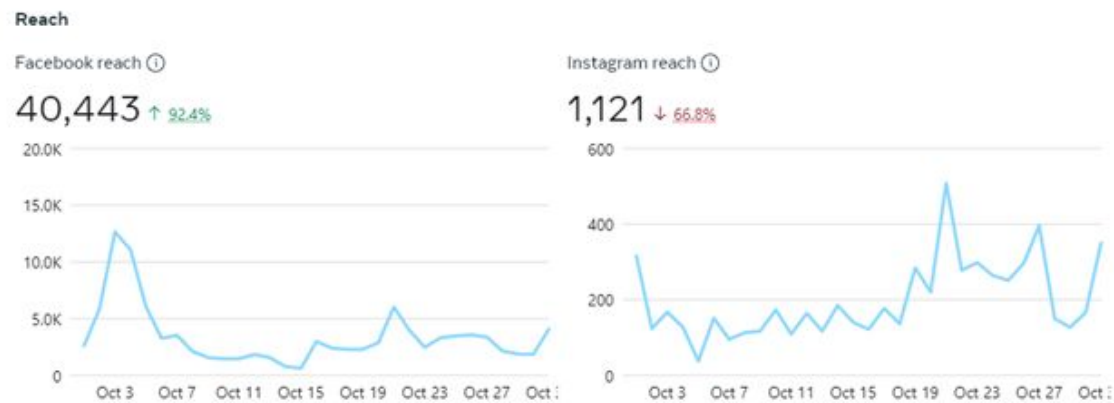 Reach
Facebook reach
40,443 ↑ 92.4%
20.0K
15.0K
10.0K
5.0K
0
Oct 3 Oct 7 Oct 11 Oct 15 Oct 19 Oct 23 Oct 27 Oct
Instagram reach
1,121 ↓ 66.8%
600
400
200
0
Oct 3 Oct 7 Oct 11 Oct 15 Oct 19 Oct 23 Oct 27 Oct